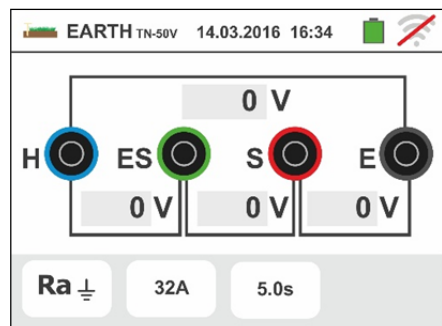 EARTH TN-50V 14.03.2016 16:34
0 V
H ES S E
0 V 0 V 0 V
Ra 32A 5.0s